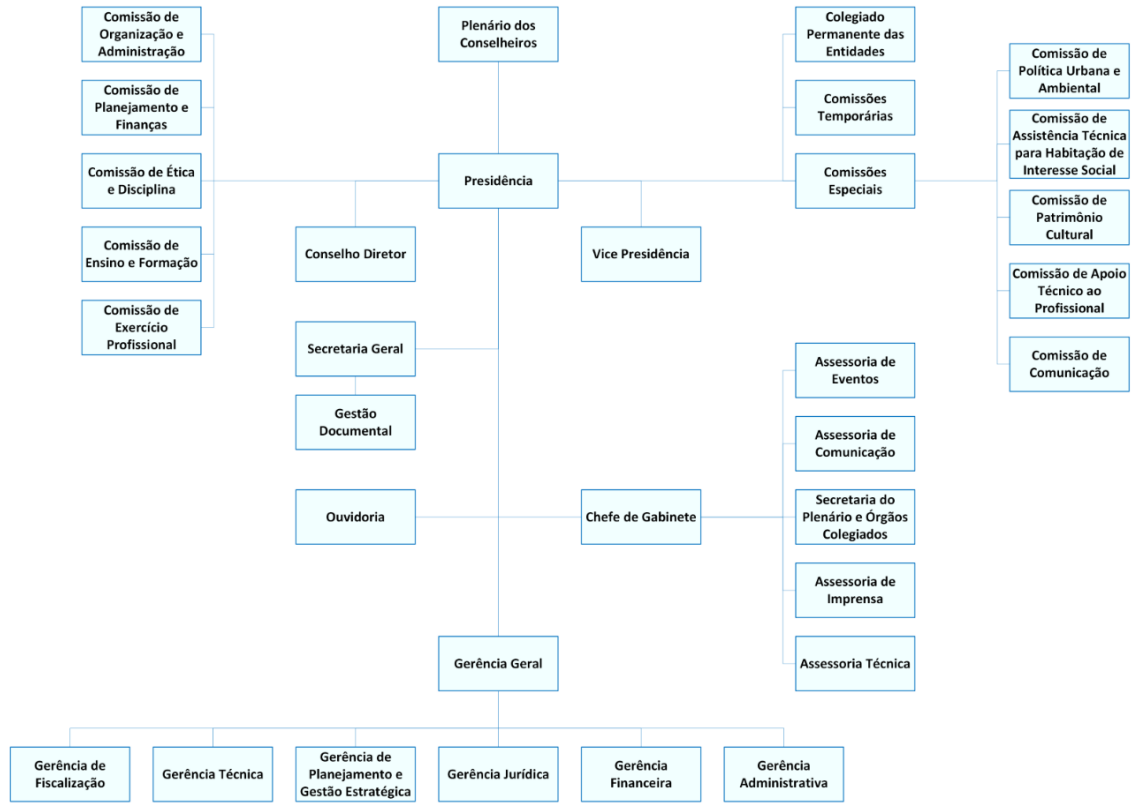 Comissão de
Organização e
Administração
Plenário dos
Conselheiros
Colegiado
Permanente das
Entidades
Comissão de
Política Urbana e
Ambiental
Comissão de
Planejamento e
Finanças
Comissões
Temporárias
Comissão de
Assistência Técnica
para Habitação de
Interesse Social
Comissão de Ética
e Disciplina
Presidência
Comissões
Especiais
Comissão de
Patrimônio
Cultural
Comissão de
Ensino e Formação
Conselho Diretor
Vice Presidência
Comissão de Apoio
Técnico ao
Profissional
Comissão de
Exercício
Profissional
Secretaria Geral
Assessoria de
Eventos
Comissão de
Comunicação
Gestão
Documental
Assessoria de
Comunicação
Ouvidoria
Chefe de Gabinete
Secretaria do
Plenário e Órgãos
Colegiados
Assessoria de
Imprensa
Gerência Geral
Assessoria Técnica
Gerência de
Fiscalização
Gerência Técnica
Gerência de
Planejamento e
Gestão Estratégica
Gerência Jurídica
Gerência
Financeira
Gerência
Administrativa